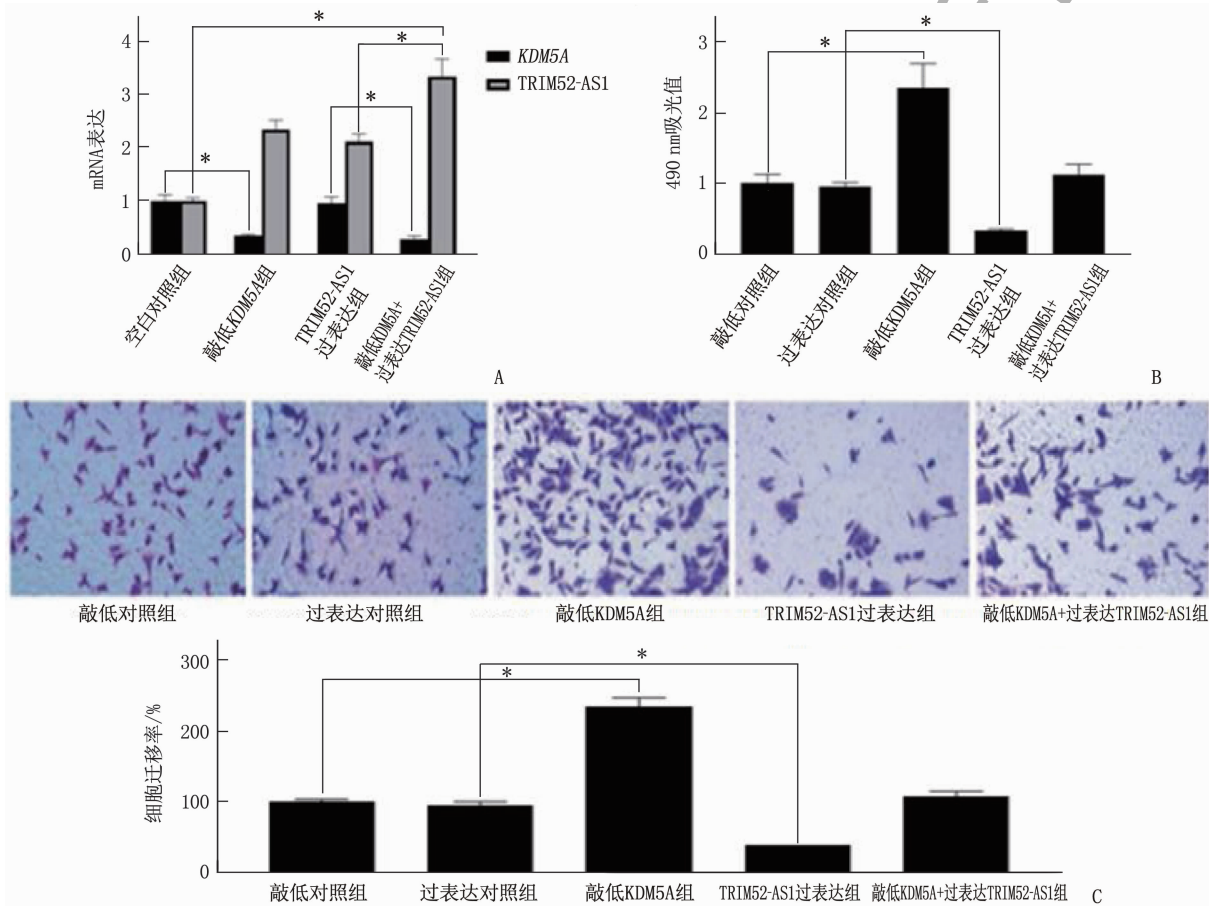 *
*
*
*
4
3
2
1
0
mRNA表达
KDM5A
TRIM52-AS1
空白对照组
敲低KDM5A组
TRIM52-AS1
过表达组
敲低KDM5A+
过表达TRIM52-AS1组
A
*
*
3
2
1
0
490 nm吸光值
敲低对照组
过表达对照组
敲低KDM5A组
TRIM52-AS1
过表达组
敲低KDM5A+
过表达TRIM52-AS1组
B
敲低对照组
过表达对照组
敲低KDM5A组
TRIM52-AS1过表达组
敲低KDM5A+过表达TRIM52-AS1组
*
*
300
200
100
0
细胞迁移率/%
敲低对照组
过表达对照组
敲低KDM5A组
TRIM52-AS1过表达组
敲低KDM5A+过表达TRIM52-AS1组
C